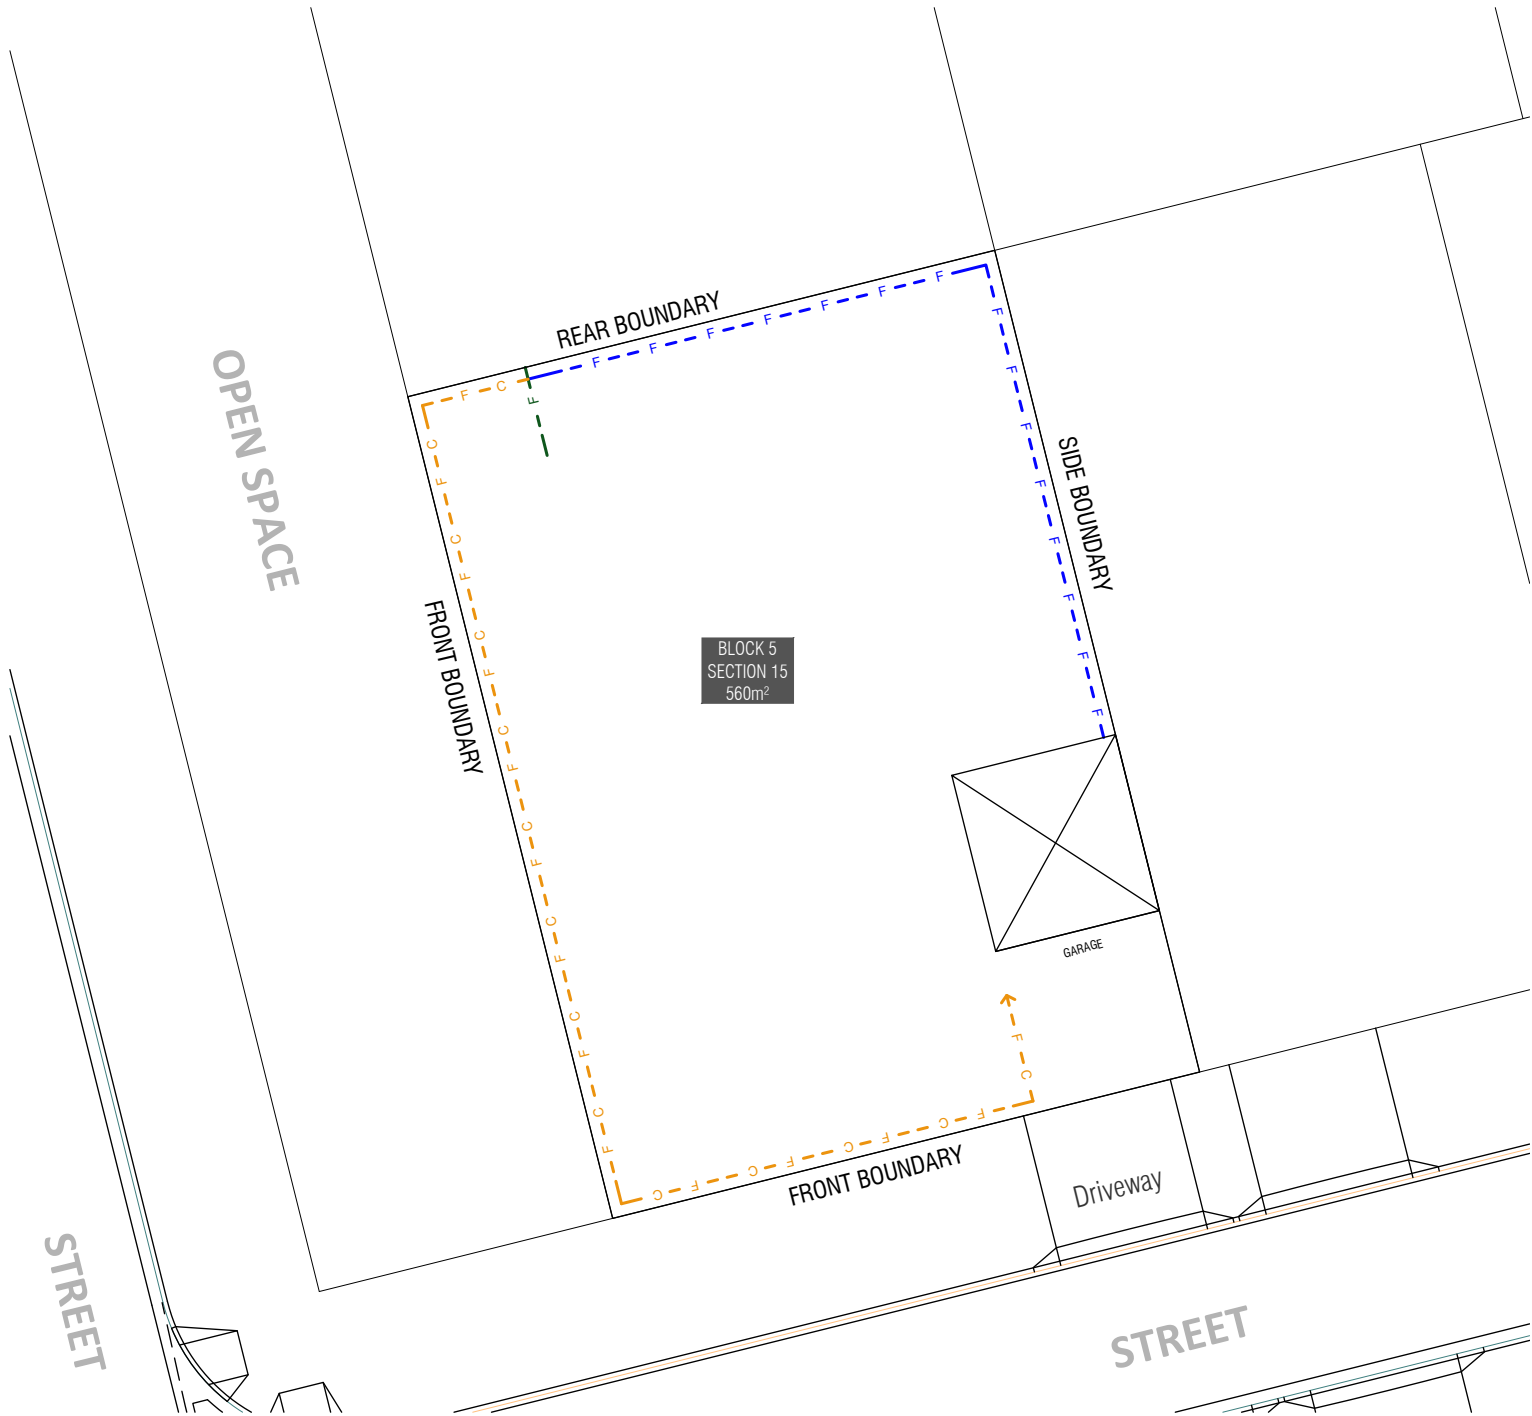 REAR BOUNDARY
OPEN SPACE
SIDE BOUNDARY
FRONT BOUNDARY
BLOCK 5
SECTION 15
560m²
GARAGE
FRONT BOUNDARY
Driveway
STREET
STREET
F C
F F F F F F F
F
F F F F F F F F
C F C F C F C F C F C F C F C F
C F C F C F C F
C F